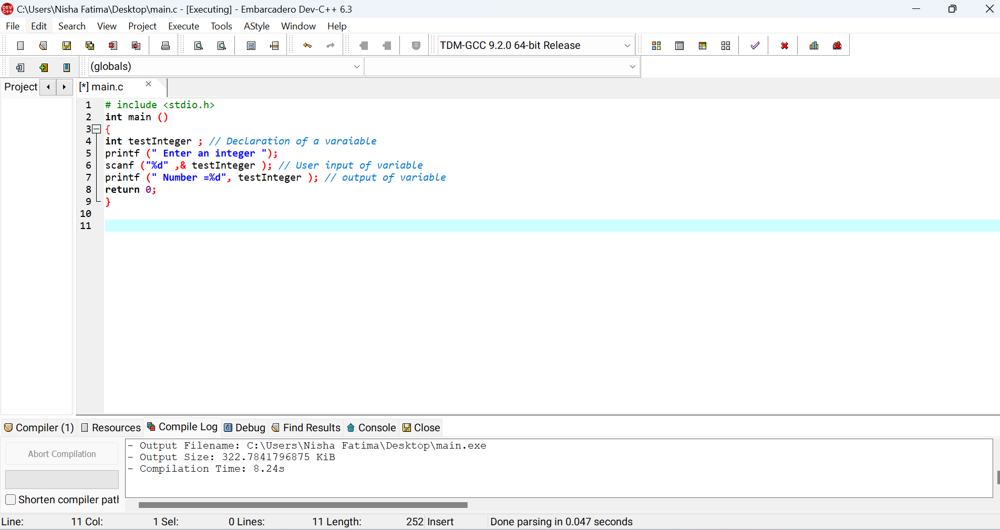 C:\Users\Nisha Fatima\Desktop\main.c - [Executing] - Embarcadero Dev-C++ 6.3
File Edit Search View Project Execute Tools AStyle Window Help
TDM-GCC 9.2.0 64-bit Release
(globals)
Project [*] main.c
1 # include <stdio.h>
2 int main ()
3 {
4 int testInteger ; // Declaration of a varaiable
5 printf (" Enter an integer ");
6 scanf ("%d" ,& testInteger ); // User input of variable
7 printf (" Number =%d", testInteger ); // output of variable
8 return 0;
9 }
10
11
Compiler (1) Resources Compile Log Debug Find Results Console Close
Abort Compilation
- Output Filename: C:\Users\Nisha Fatima\Desktop\main.exe
- Output Size: 322.7841796875 KiB
- Compilation Time: 8.24s
Shorten compiler patl
Line: 11 Col: 1 Sel: 0 Lines: 11 Length: 252 Insert Done parsing in 0.047 seconds